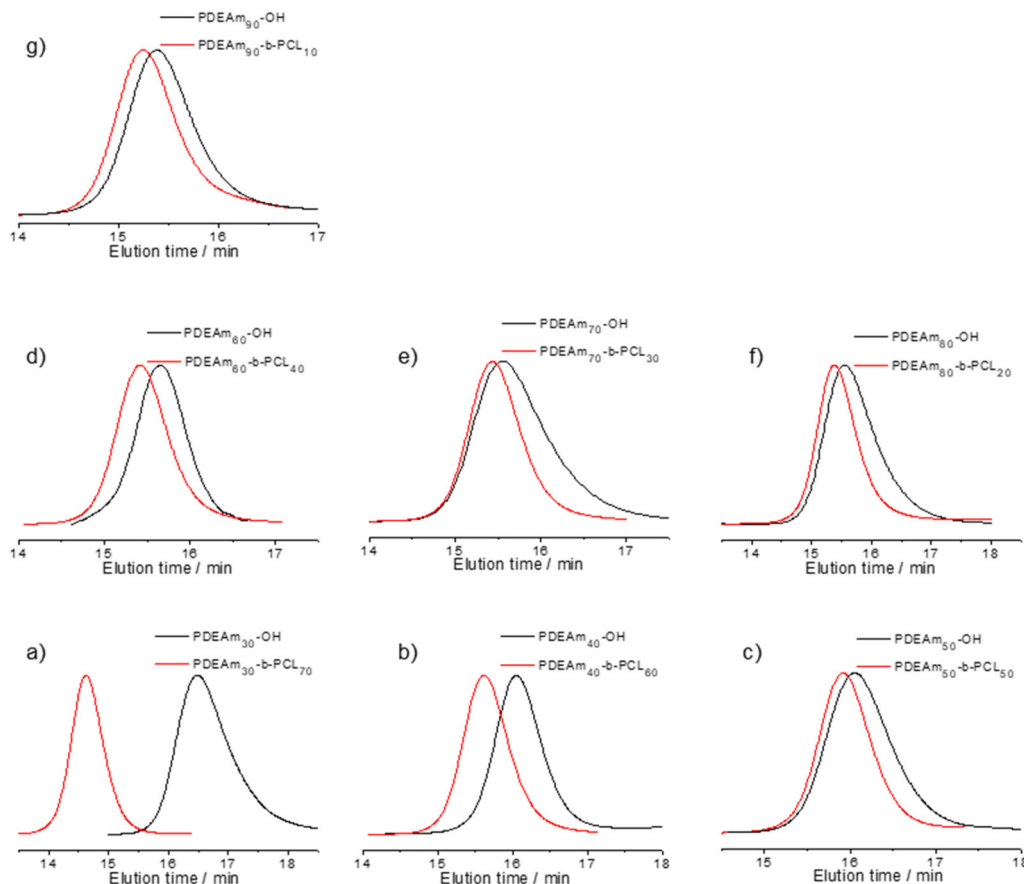 g)
PDEAm90-OH
PDEAm90-b-PCL10
14 15 16 17
Elution time / min
d)
PDEAm60-OH
PDEAm60-b-PCL40
14 15 16 17
Elution time / min
e)
PDEAm70-OH
PDEAm70-b-PCL30
14 15 16 17
Elution time / min
f)
PDEAm80-OH
PDEAm80-b-PCL20
14 15 16 17 18
Elution time / min
a)
PDEAm30-OH
PDEAm30-b-PCL70
14 15 16 17 18
Elution time / min
b)
PDEAm40-OH
PDEAm40-b-PCL60
14 15 16 17 18
Elution time / min
c)
PDEAm50-OH
PDEAm50-b-PCL50
15 16 17 18
Elution time / min